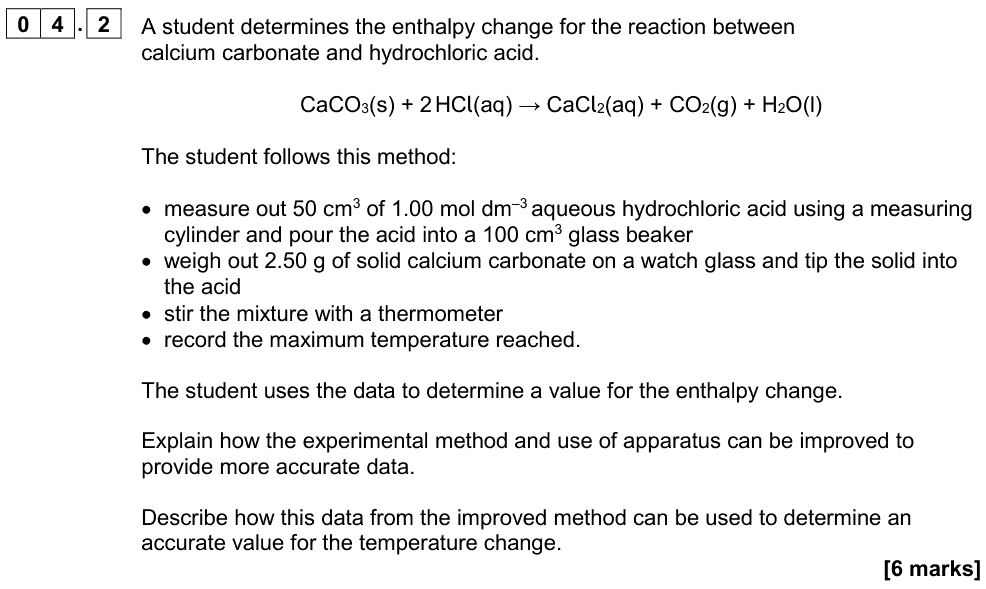 04.2 A student determines the enthalpy change for the reaction between
calcium carbonate and hydrochloric acid.
CaCO₃(s) + 2HCl(aq) → CaCl₂(aq) + CO₂(g) + H₂O(l)
The student follows this method:
• measure out 50 cm³ of 1.00 mol dm⁻³ aqueous hydrochloric acid using a measuring
cylinder and pour the acid into a 100 cm³ glass beaker
• weigh out 2.50 g of solid calcium carbonate on a watch glass and tip the solid into
the acid
• stir the mixture with a thermometer
• record the maximum temperature reached.
The student uses the data to determine a value for the enthalpy change.
Explain how the experimental method and use of apparatus can be improved to
provide more accurate data.
Describe how this data from the improved method can be used to determine an
accurate value for the temperature change.
[6 marks]